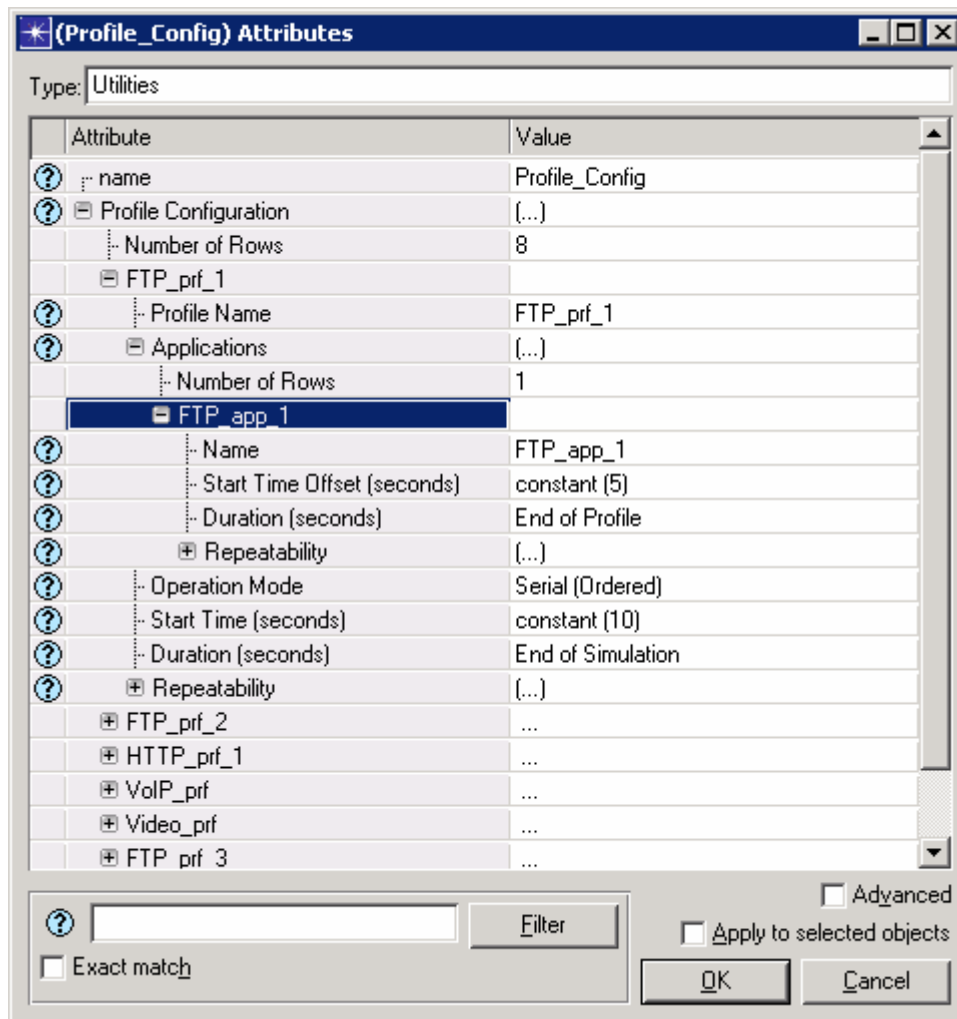 (Profile_Config) Attributes
Type: Utilities
Attribute Value
name Profile_Config
Profile Configuration (...)
Number of Rows 8
FTP_prf_1
Profile Name FTP_prf_1
Applications (...)
Number of Rows 1
FTP_app_1
Name FTP_app_1
Start Time Offset (seconds) constant (5)
Duration (seconds) End of Profile
Repeatability (...)
Operation Mode Serial (Ordered)
Start Time (seconds) constant (10)
Duration (seconds) End of Simulation
Repeatability (...)
FTP_prf_2 ...
HTTP_prf_1 ...
VoIP_prf ...
Video_prf ...
FTP_prf_3 ...
Advanced
Filter
Apply to selected objects
Exact match
OK Cancel